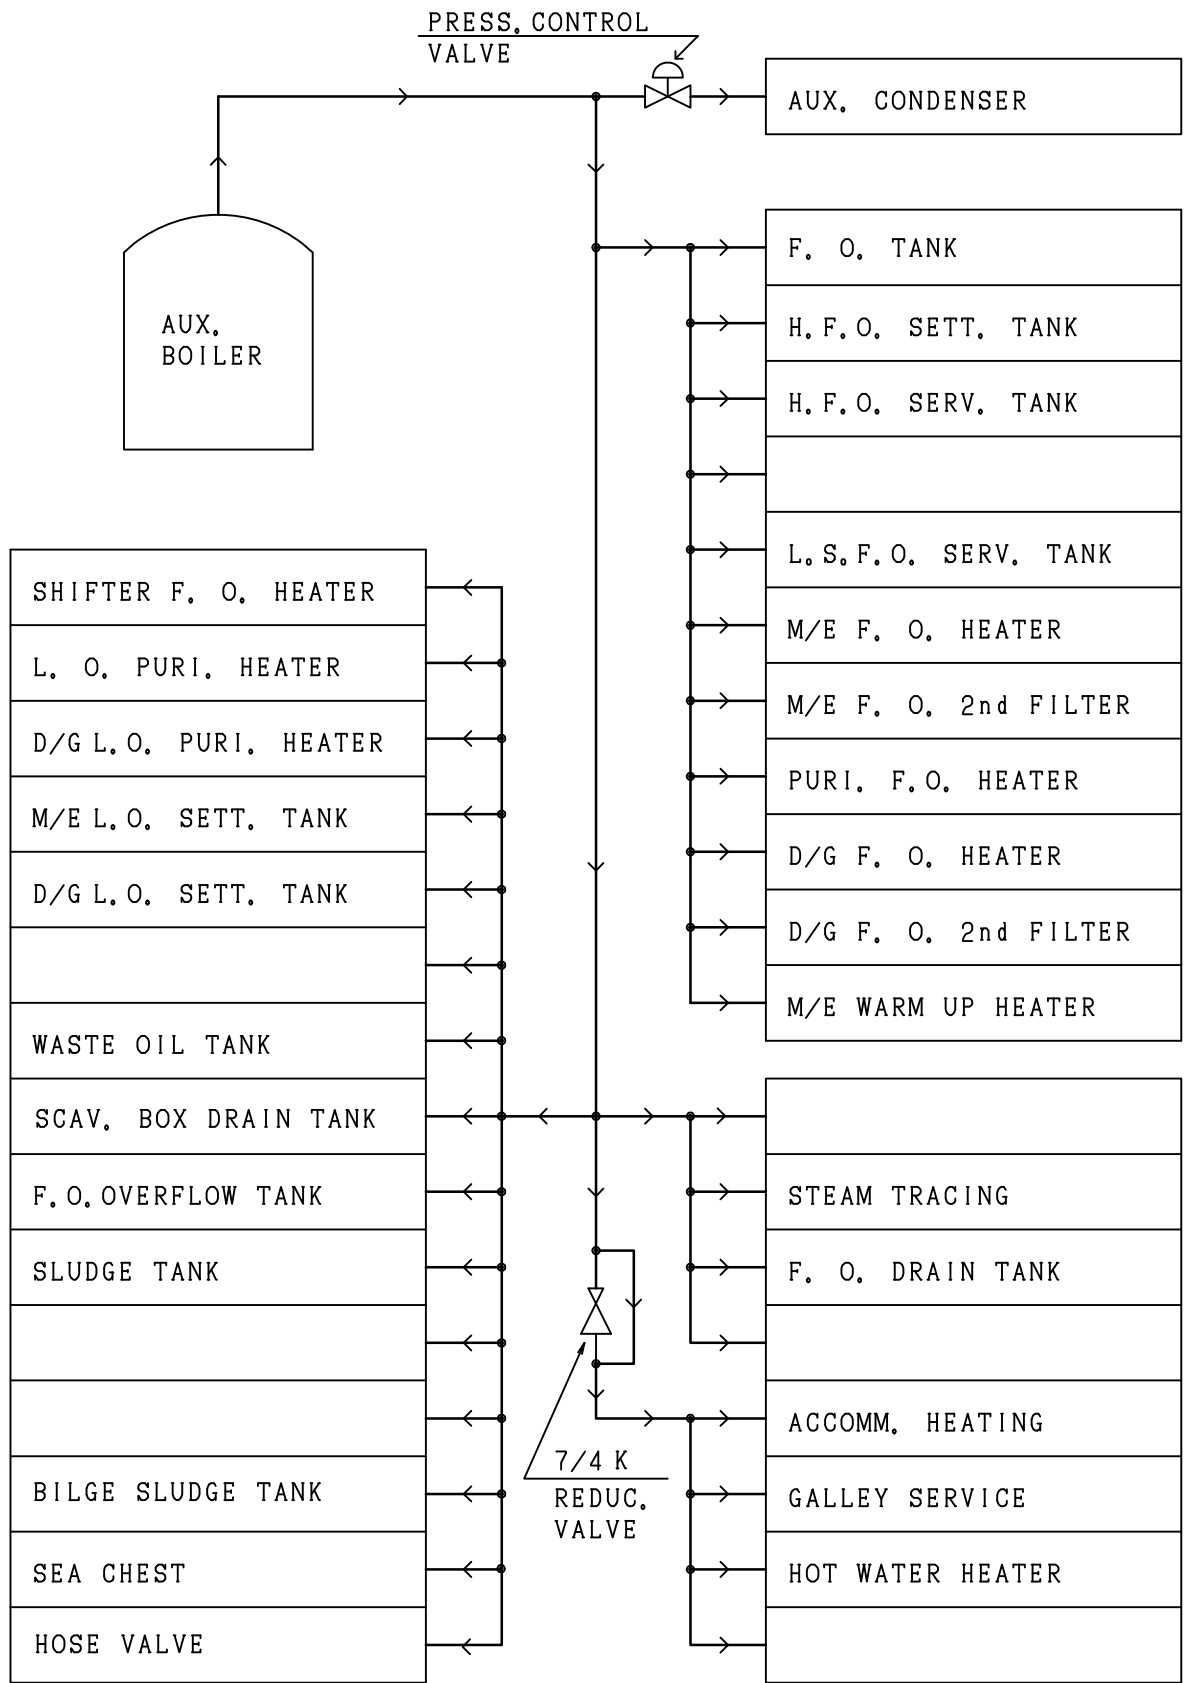 PRESS. CONTROL
VALVE
AUX. CONDENSER
AUX.
BOILER
F. O. TANK
H.F.O. SETT. TANK
H.F.O. SERV. TANK
L.S.F.O. SERV. TANK
M/E F. O. HEATER
M/E F. O. 2nd FILTER
PURI. F.O. HEATER
D/G F. O. HEATER
D/G F. O. 2nd FILTER
M/E WARM UP HEATER
SHIFTER F. O. HEATER
L. O. PURI. HEATER
D/G L.O. PURI. HEATER
M/E L.O. SETT. TANK
D/G L.O. SETT. TANK
WASTE OIL TANK
SCAV. BOX DRAIN TANK
F.O.OVERFLOW TANK
SLUDGE TANK
BILGE SLUDGE TANK
SEA CHEST
HOSE VALVE
7/4 K
REDUC.
VALVE
STEAM TRACING
F. O. DRAIN TANK
ACCOMM. HEATING
GALLEY SERVICE
HOT WATER HEATER